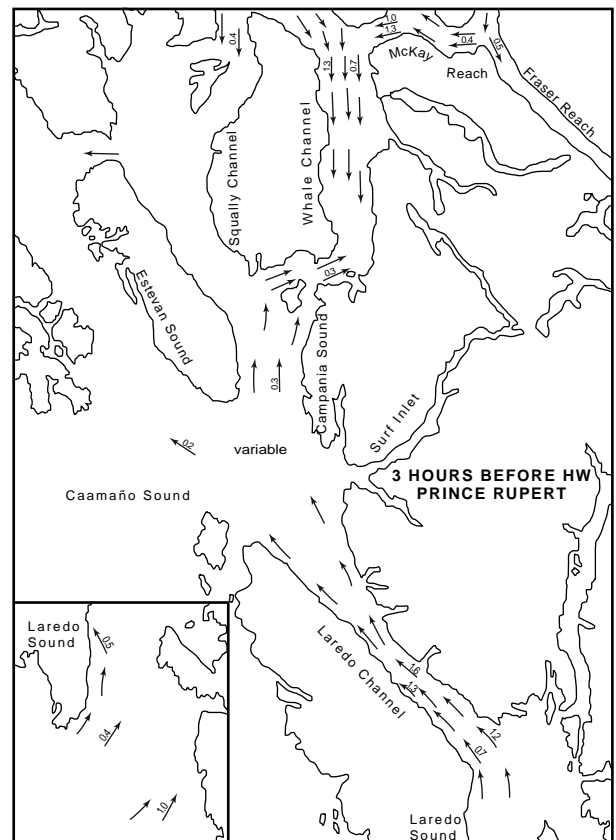 1.0
1.3
0.4
0.5
0.4
McKay
Reach
Fraser Reach
1.3
0.7
Squally Channel
Whale Channel
0.3
Estevan Sound
Campania Sound
0.3
0.2
variable
Surf Inlet
Caamaño Sound
3 HOURS BEFORE HW
PRINCE RUPERT
Laredo Channel
1.6
1.3
1.2
0.7
Laredo
Sound
0.5
0.4
1.0
Laredo
Sound